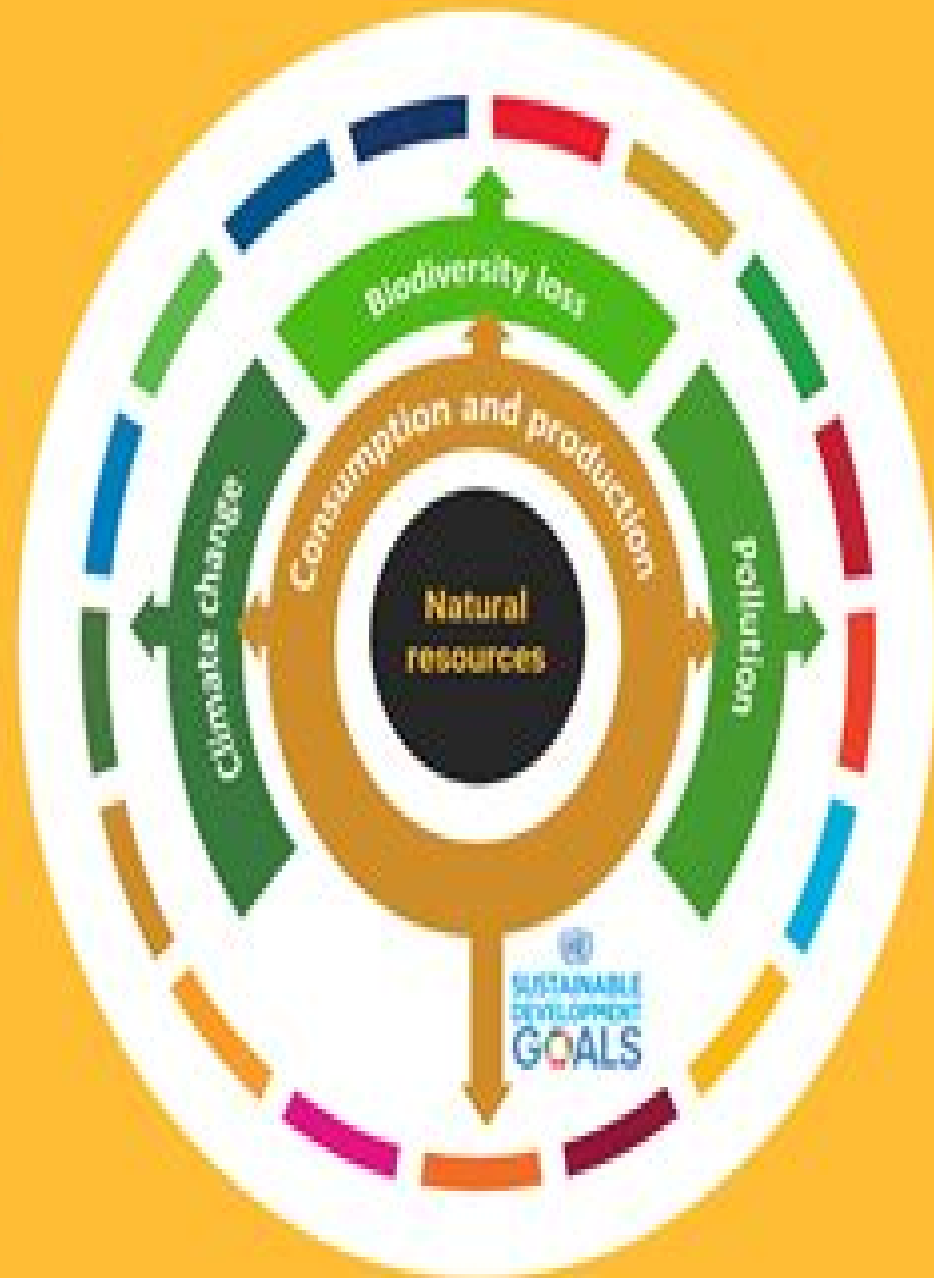 Biodiversity loss
Consumption and production
Climate change
Pollution
Natural
resources
SUSTAINABLE
DEVELOPMENT
GOALS